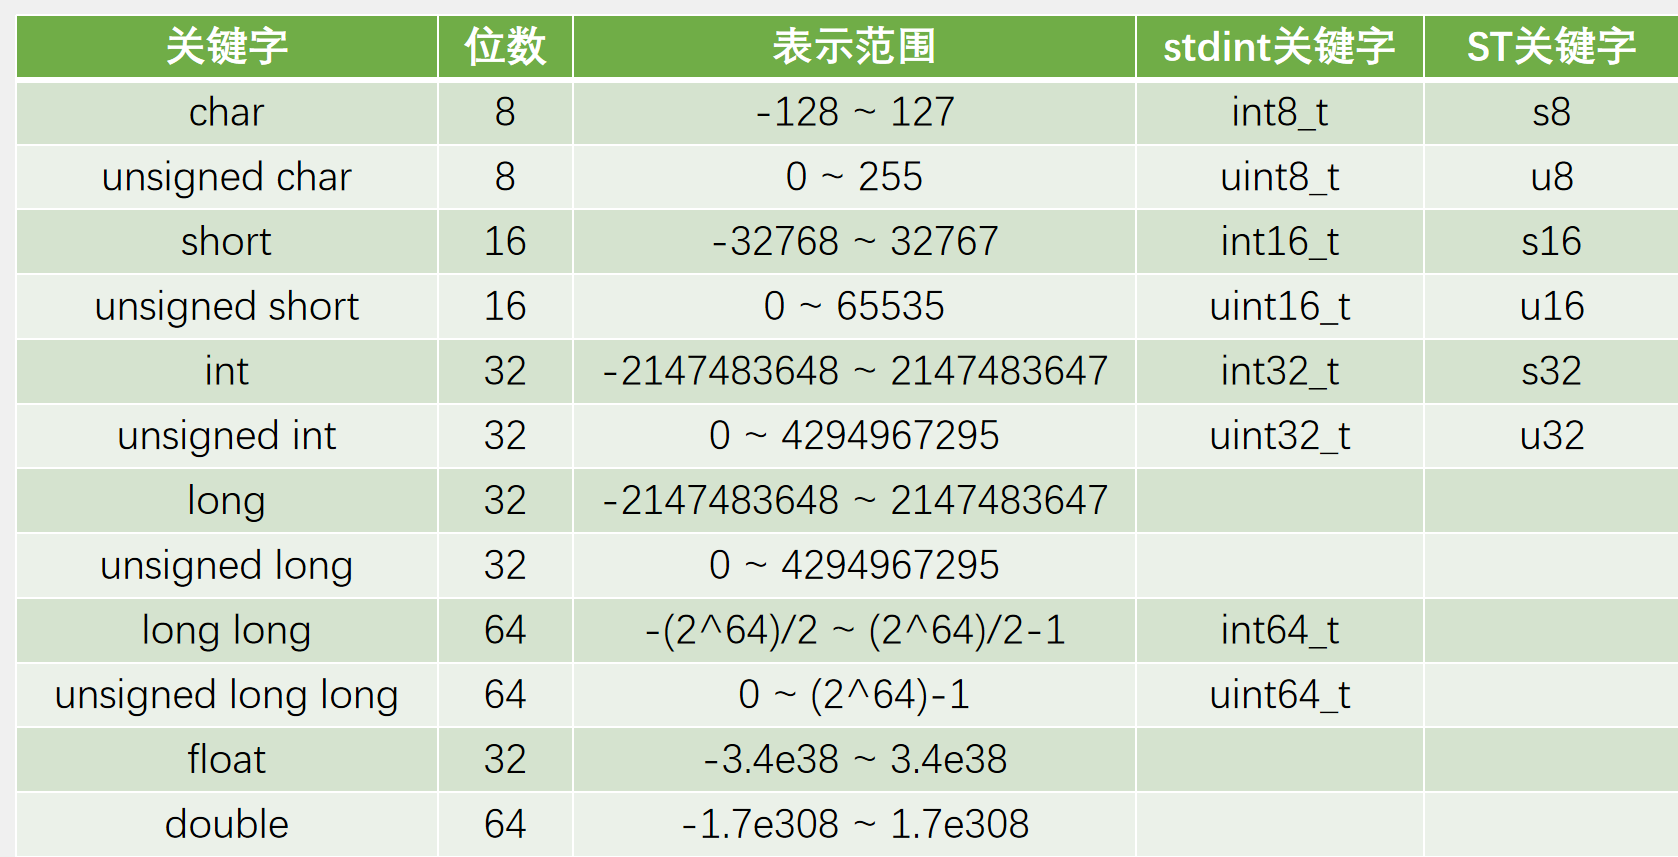 关键字 位数 表示范围 stdint关键字 ST关键字
char 8 -128 ~ 127 int8_t s8
unsigned char 8 0 ~ 255 uint8_t u8
short 16 -32768 ~ 32767 int16_t s16
unsigned short 16 0 ~ 65535 uint16_t u16
int 32 -2147483648 ~ 2147483647 int32_t s32
unsigned int 32 0 ~ 4294967295 uint32_t u32
long 32 -2147483648 ~ 2147483647
unsigned long 32 0 ~ 4294967295
long long 64 -(2^64)/2 ~ (2^64)/2-1 int64_t
unsigned long long 64 0 ~ (2^64)-1 uint64_t
float 32 -3.4e38 ~ 3.4e38
double 64 -1.7e308 ~ 1.7e308